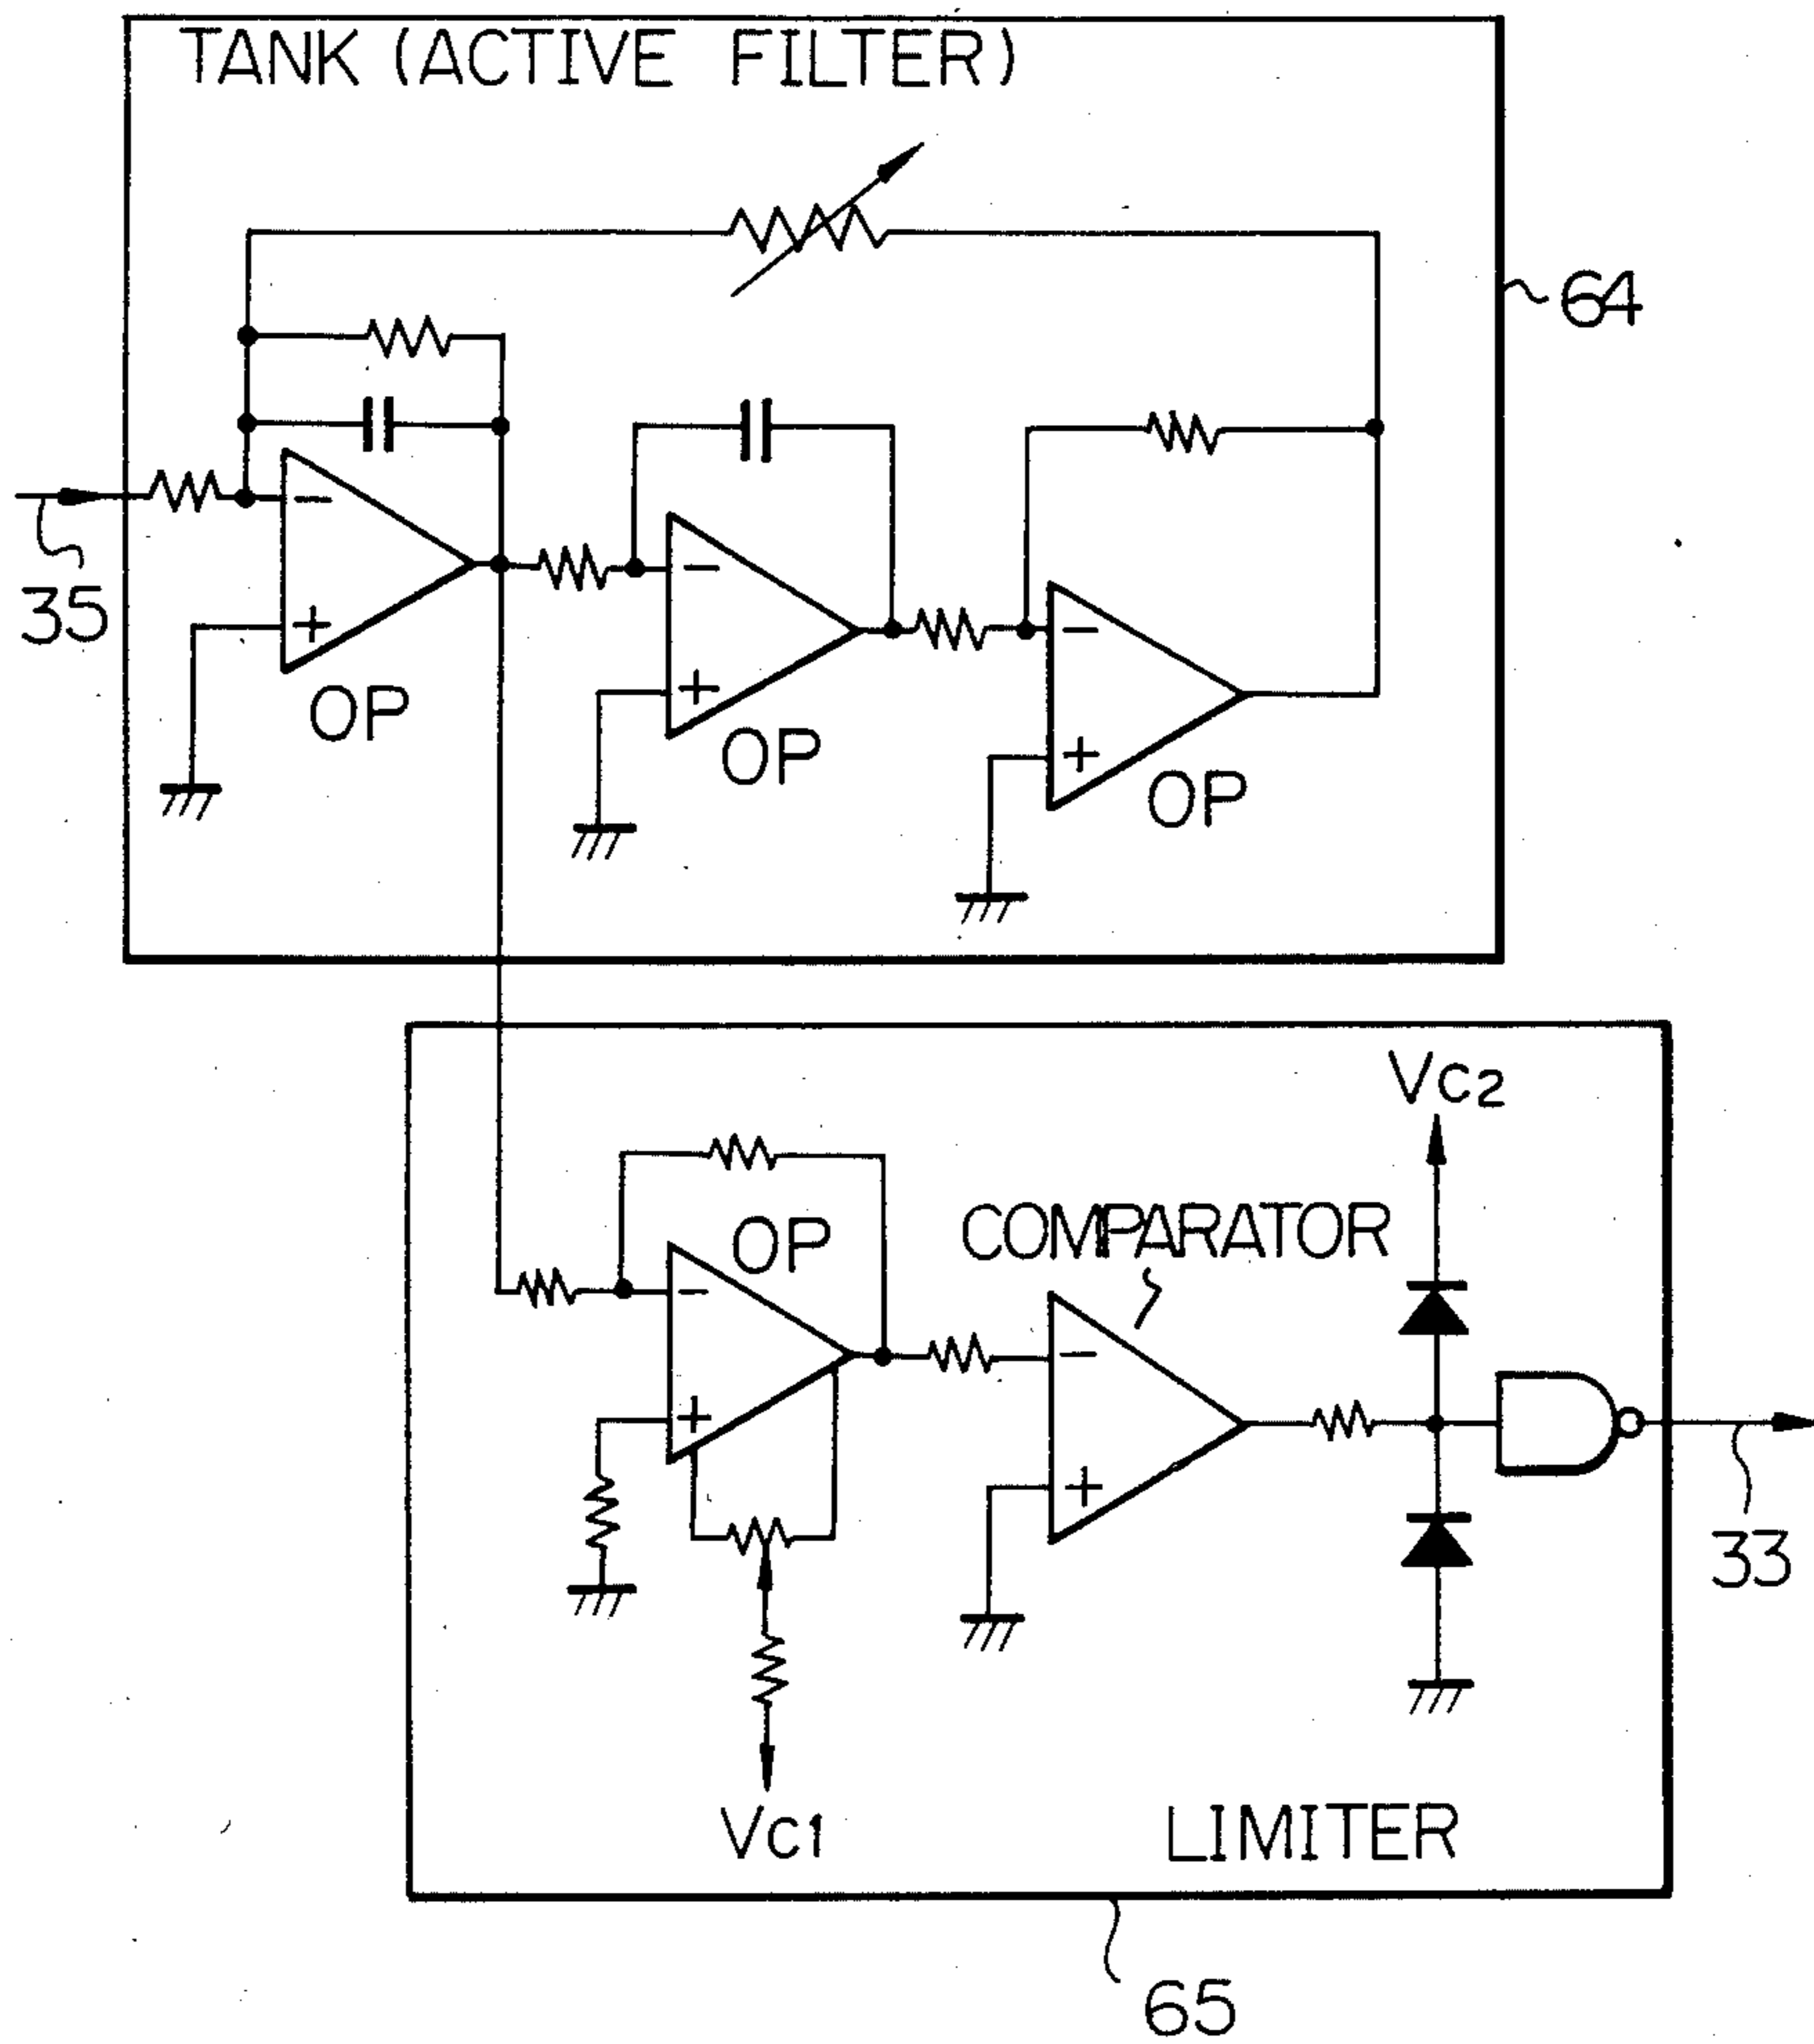 TANK (ACTIVE FILTER)
64
−
35
+
OP
−
+
OP
−
+
OP
Vc2
OP
COMPARATOR
−
+
−
+
33
Vc1
LIMITER
65